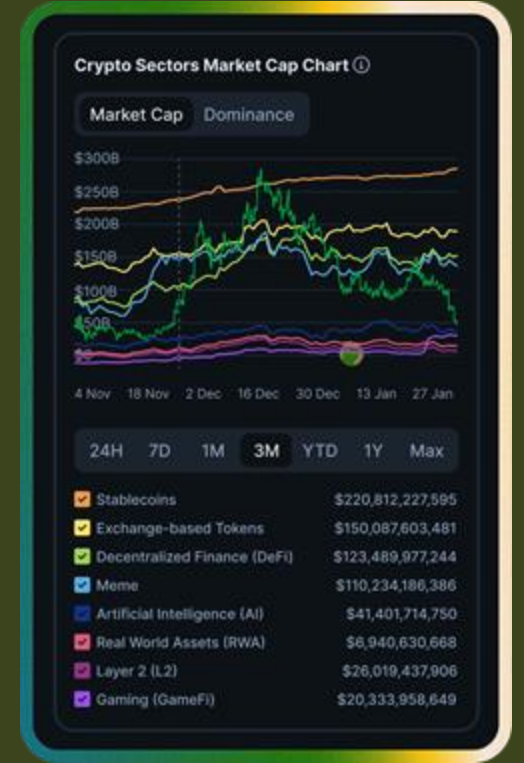 Crypto Sectors Market Cap Chart
Market Cap Dominance
$300B
$250B
$200B
$150B
$100B
$50B
$0
4 Nov 18 Nov 2 Dec 16 Dec 30 Dec 13 Jan 27 Jan
24H 7D 1M 3M YTD 1Y Max
Stablecoins $220,812,227,595
Exchange-based Tokens $150,087,603,481
Decentralized Finance (DeFi) $123,489,977,244
Meme $110,234,186,386
Artificial Intelligence (AI) $41,401,714,750
Real World Assets (RWA) $6,940,630,668
Layer 2 (L2) $26,019,437,906
Gaming (GameFi) $20,333,958,649